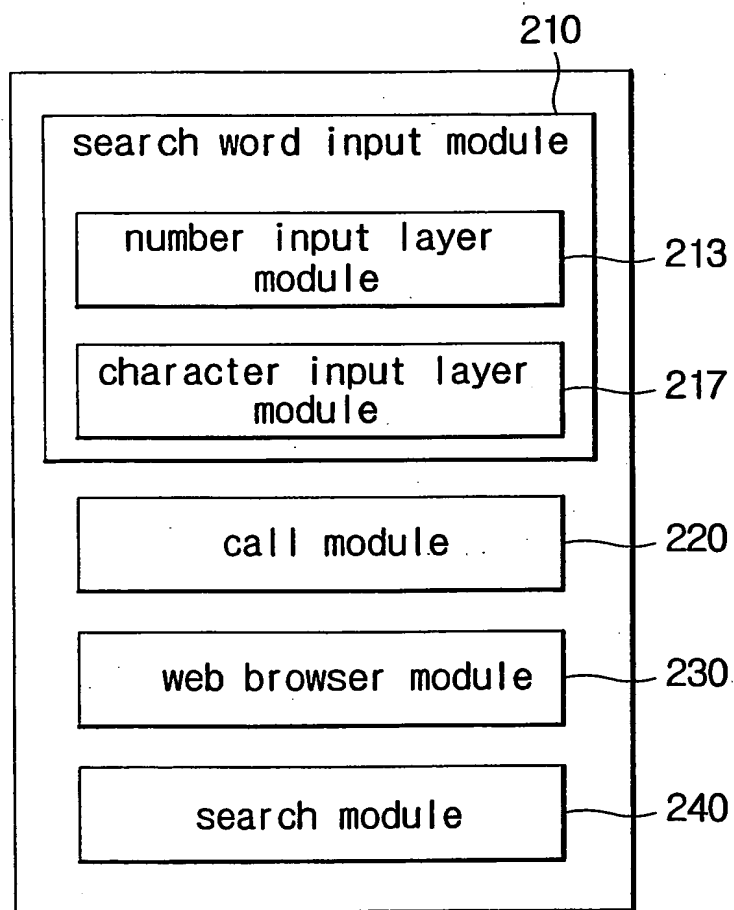 210
search word input module
number input layer
module
213
character input layer
module
217
call module
220
web browser module
230
search module
240